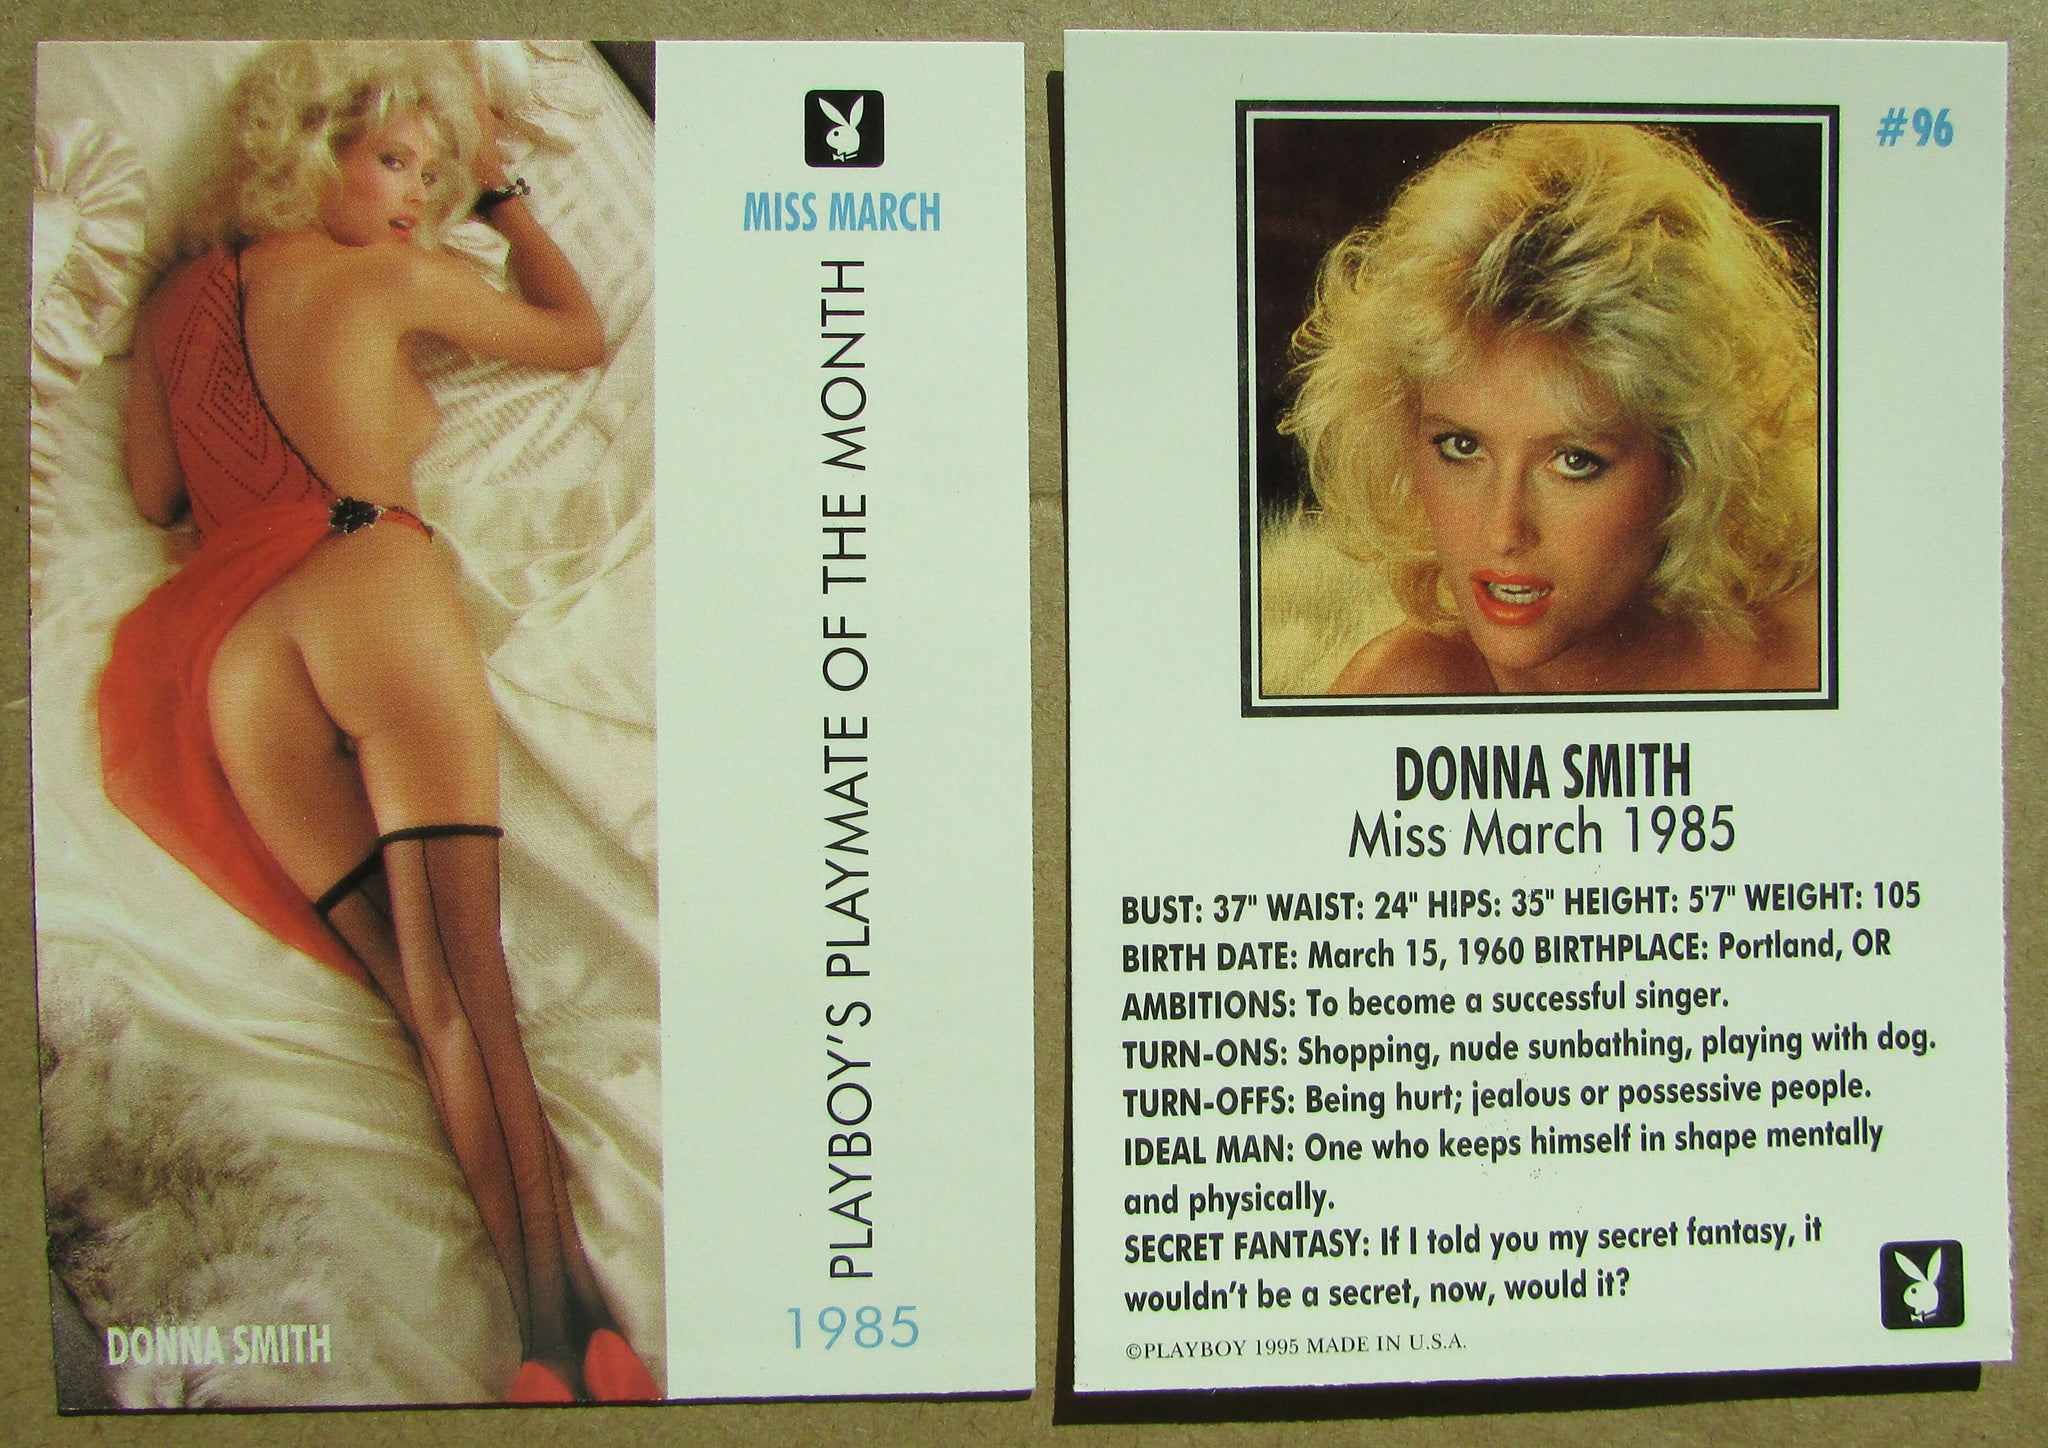 MISS MARCH
PLAYBOY'S PLAYMATE OF THE MONTH
1985
DONNA SMITH
#96
DONNA SMITH
Miss March 1985
BUST: 37" WAIST: 24" HIPS: 35" HEIGHT: 5'7" WEIGHT: 105
BIRTH DATE: March 15, 1960 BIRTHPLACE: Portland, OR
AMBITIONS: To become a successful singer.
TURN-ONS: Shopping, nude sunbathing, playing with dog.
TURN-OFFS: Being hurt; jealous or possessive people.
IDEAL MAN: One who keeps himself in shape mentally
and physically.
SECRET FANTASY: If I told you my secret fantasy, it
wouldn't be a secret, now, would it?
©PLAYBOY 1995 MADE IN U.S.A.